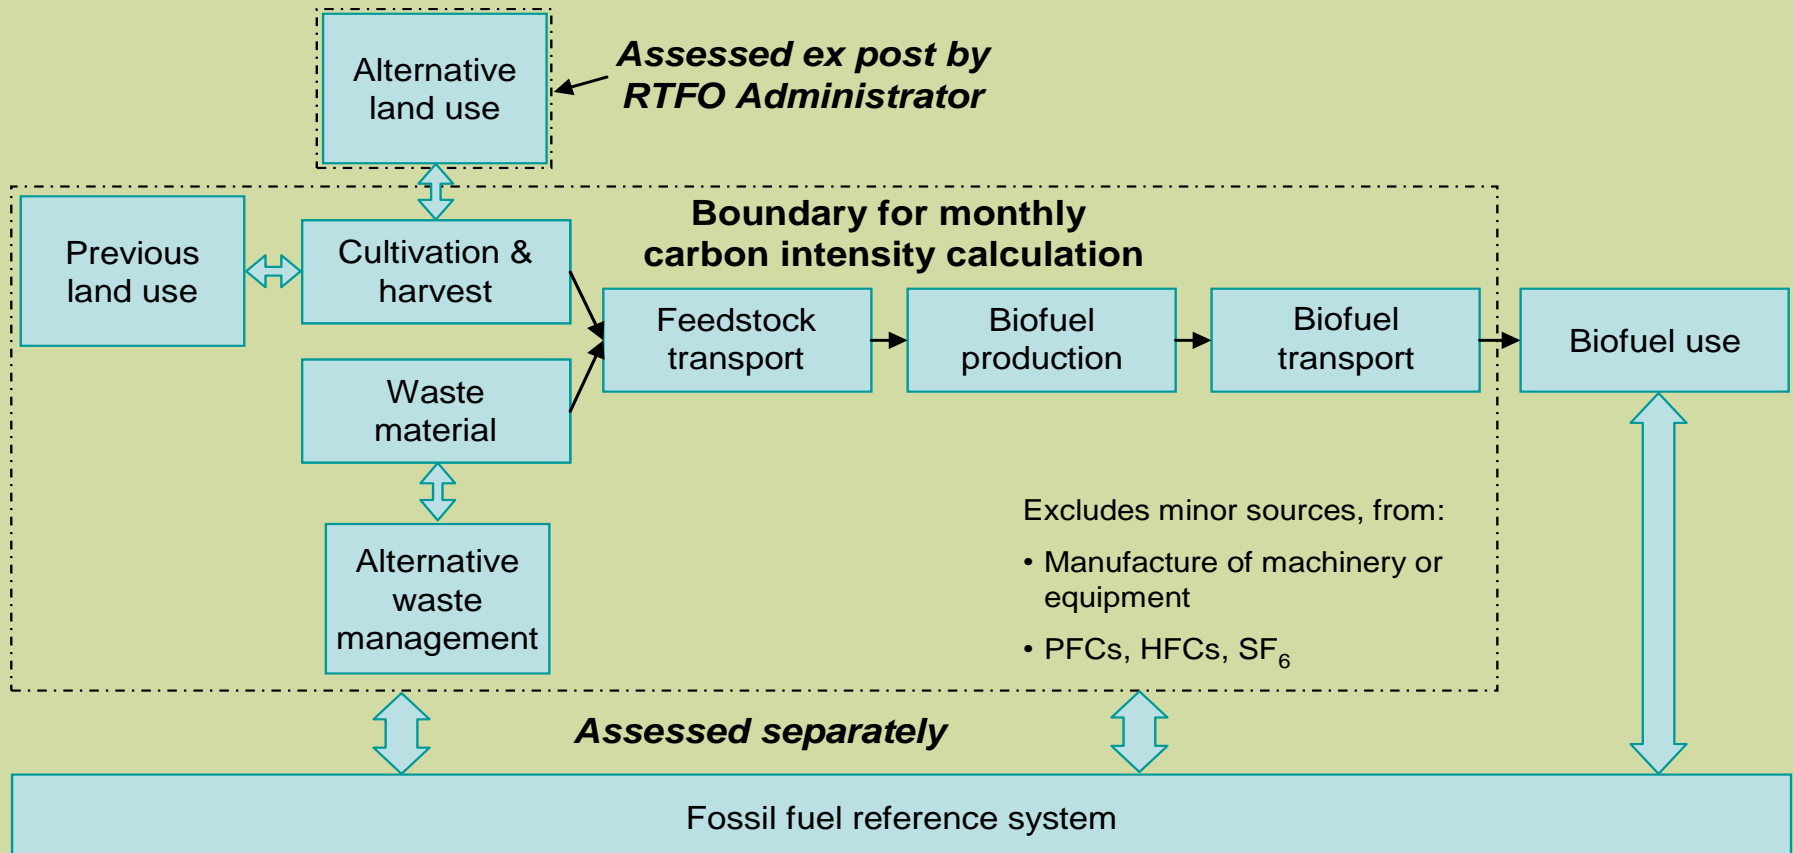 Alternative
land use
Assessed ex post by
RTFO Administrator
Boundary for monthly
carbon intensity calculation
Previous
land use
Cultivation &
harvest
Waste
material
Feedstock
transport
Biofuel
production
Biofuel
transport
Biofuel use
Alternative
waste
management
Excludes minor sources, from:
• Manufacture of machinery or
equipment
• PFCs, HFCs, SF₆
Assessed separately
Fossil fuel reference system